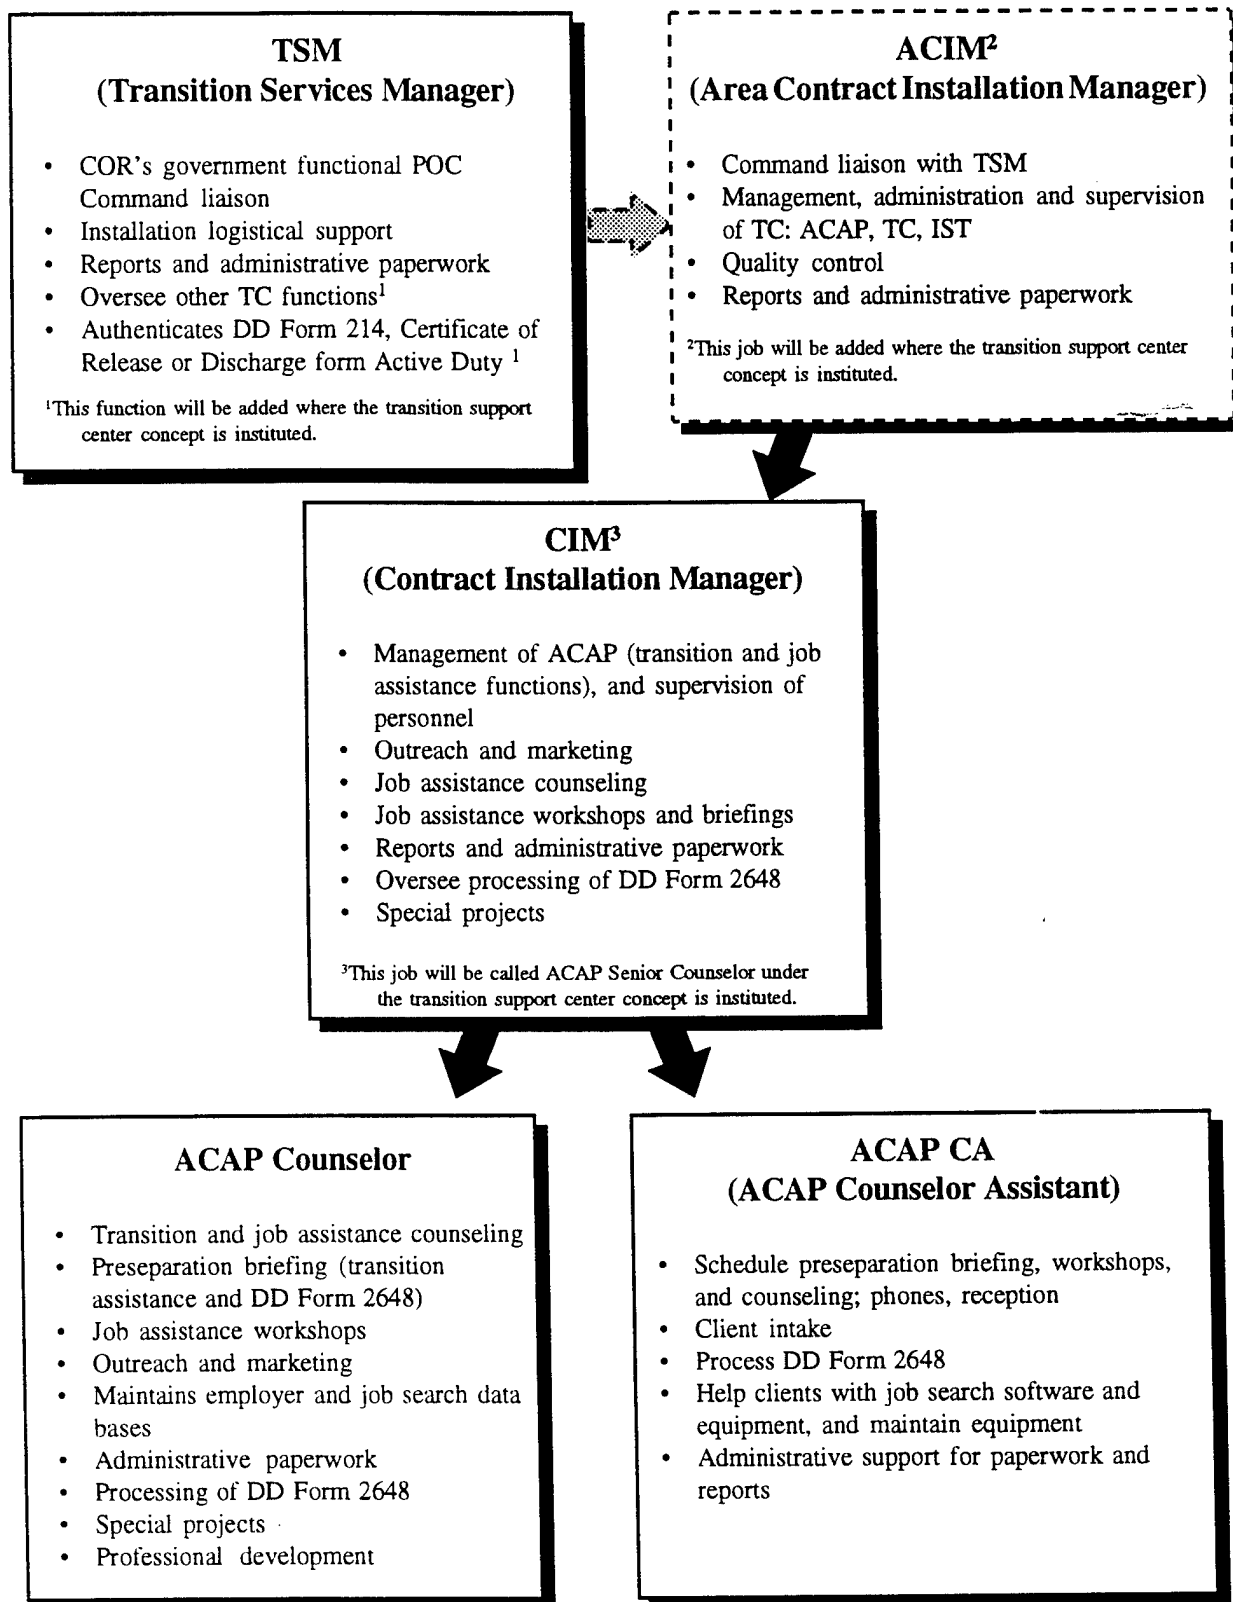 TSM
(Transition Services Manager)
• COR's government functional POC
Command liaison
• Installation logistical support
• Reports and administrative paperwork
• Oversee other TC functions¹
• Authenticates DD Form 214, Certificate of
Release or Discharge form Active Duty ¹
¹This function will be added where the transition support
center concept is instituted.
ACIM²
(Area Contract Installation Manager)
• Command liaison with TSM
• Management, administration and supervision
of TC: ACAP, TC, IST
• Quality control
• Reports and administrative paperwork
²This job will be added where the transition support center
concept is instituted.
CIM³
(Contract Installation Manager)
• Management of ACAP (transition and job
assistance functions), and supervision of
personnel
• Outreach and marketing
• Job assistance counseling
• Job assistance workshops and briefings
• Reports and administrative paperwork
• Oversee processing of DD Form 2648
• Special projects
³This job will be called ACAP Senior Counselor under
the transition support center concept is instituted.
ACAP Counselor
• Transition and job assistance counseling
• Preseparation briefing (transition
assistance and DD Form 2648)
• Job assistance workshops
• Outreach and marketing
• Maintains employer and job search data
bases
• Administrative paperwork
• Processing of DD Form 2648
• Special projects
• Professional development
ACAP CA
(ACAP Counselor Assistant)
• Schedule preseparation briefing, workshops,
and counseling; phones, reception
• Client intake
• Process DD Form 2648
• Help clients with job search software and
equipment, and maintain equipment
• Administrative support for paperwork and
reports